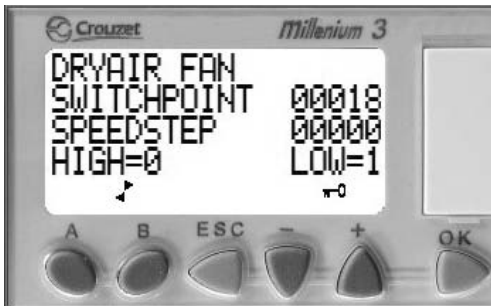 Crouzet Millenium 3
DRYAIR FAN
SWITCHPOINT 00018
SPEEDSTEP 00000
HIGH=0 LOW=1
A B ESC - + OK